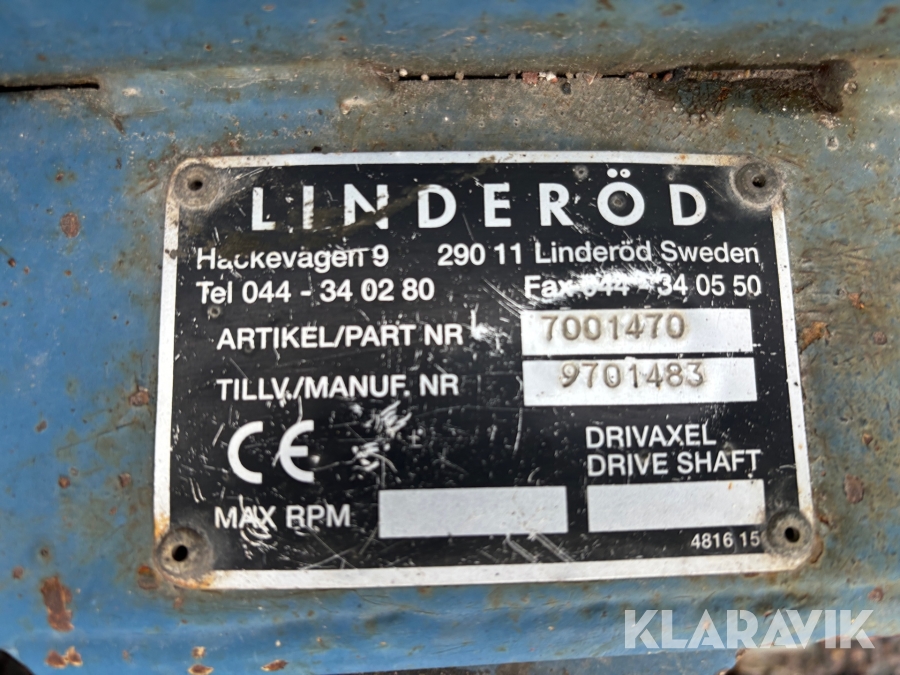 LINDERÖD
Hackevägen 9 290 11 Linderöd Sweden
Tel 044 - 34 02 80 Fax 044 - 34 05 50
ARTIKEL/PART NR 7001470
TILLV./MANUF. NR 9701483
CE
DRIVAXEL
DRIVE SHAFT
MAX RPM
4816 15
KLARAVIK